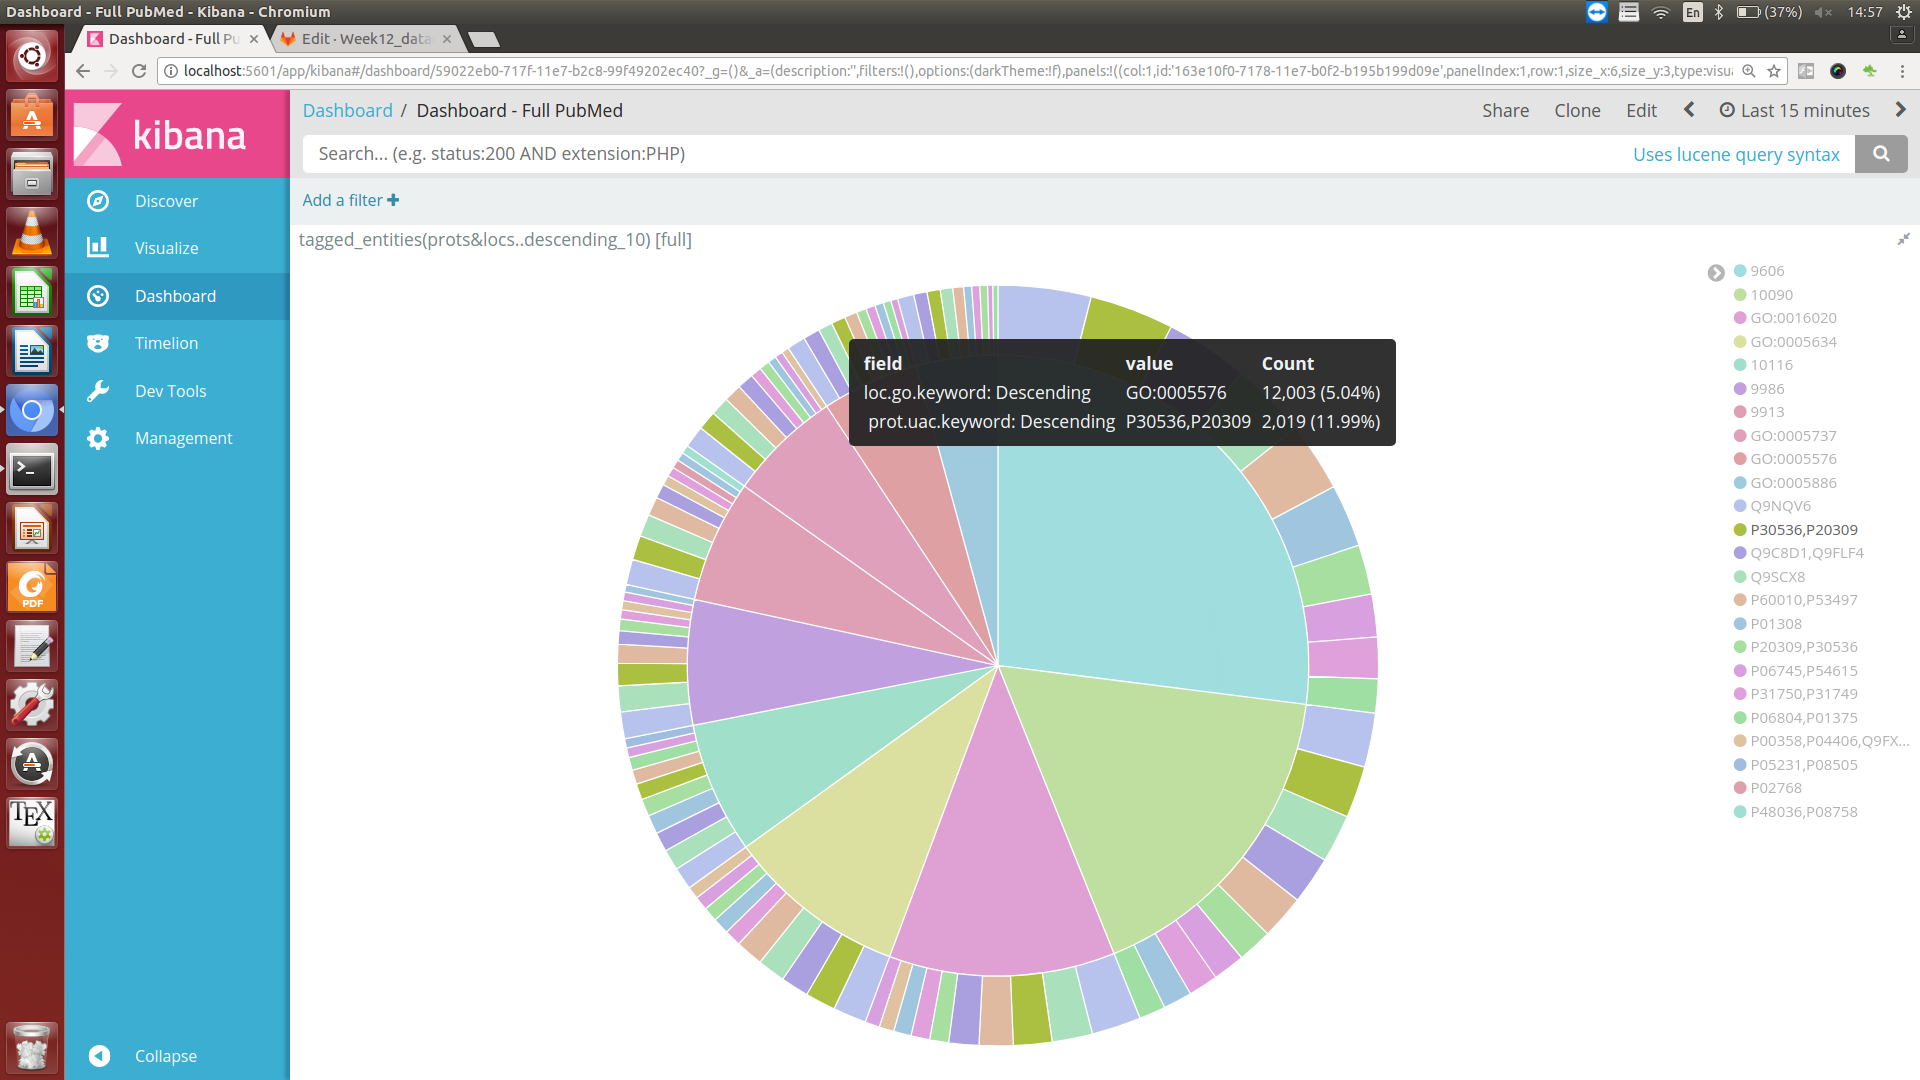 Dashboard - Full PubMed - Kibana - Chromium
En
(37%)
14:57
Dashboard - Full Pu
Edit · Week12_data
localhost:5601/app/kibana#/dashboard/59022eb0-717f-11e7-b2c8-99f49202ec40?_g=()&_a=(description:'',filters:!(),options:(darkTheme:!f),panels:!((col:1,id:'163e10f0-7178-11e7-b0f2-b195b199d09e',panelIndex:1,row:1,size_x:6,size_y:3,type:visu
kibana
Dashboard / Dashboard - Full PubMed
Share Clone Edit Last 15 minutes
Search... (e.g. status:200 AND extension:PHP)
Uses lucene query syntax
Add a filter +
Discover
Visualize
Dashboard
Timelion
Dev Tools
Management
Collapse
PDF
TEX
tagged_entities(prots&locs..descending_10) [full]
field value Count
loc.go.keyword: Descending GO:0005576 12,003 (5.04%)
prot.uac.keyword: Descending P30536,P20309 2,019 (11.99%)
9606
10090
GO:0016020
GO:0005634
10116
9986
9913
GO:0005737
GO:0005576
GO:0005886
Q9NQV6
P30536,P20309
Q9C8D1,Q9FLF4
Q9SCX8
P60010,P53497
P01308
P20309,P30536
P06745,P54615
P31750,P31749
P06804,P01375
P00358,P04406,Q9FX...
P05231,P08505
P02768
P48036,P08758